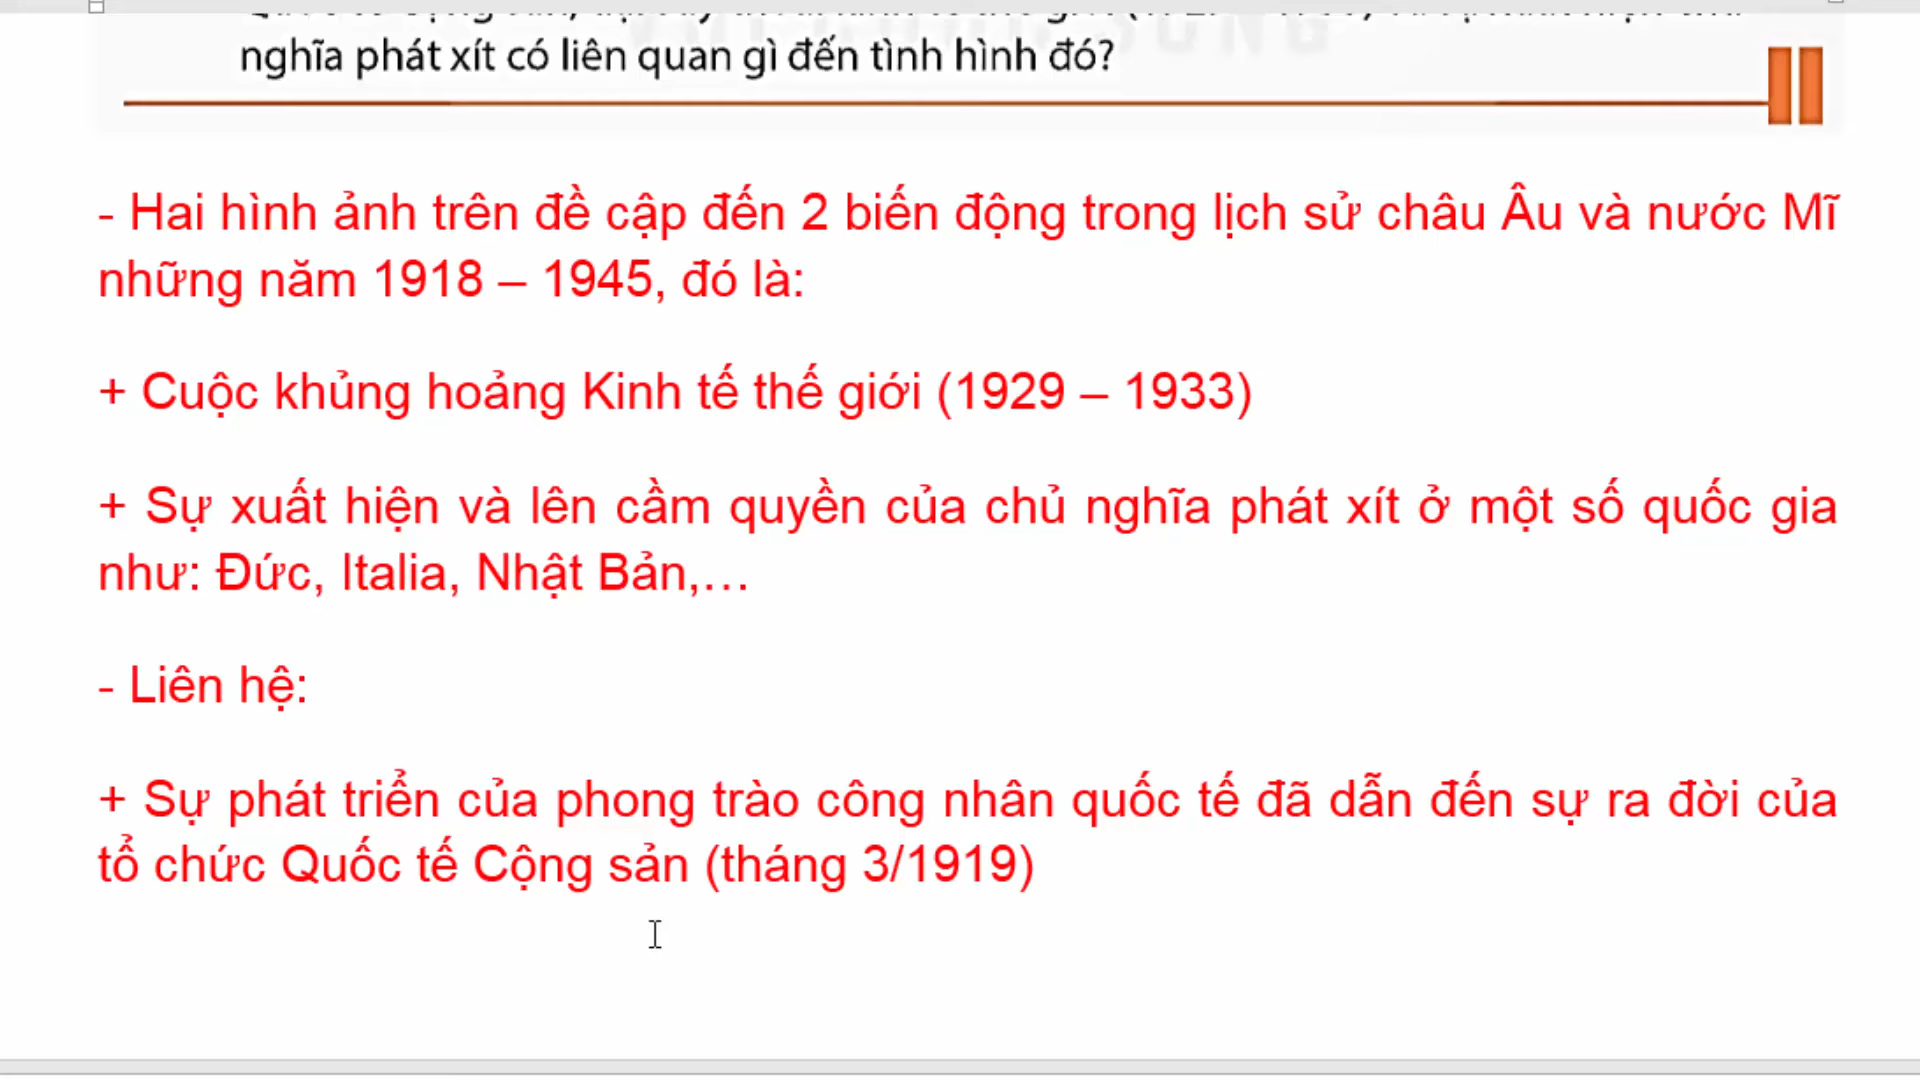 nghĩa phát xít có liên quan gì đến tình hình đó?
- Hai hình ảnh trên đề cập đến 2 biến động trong lịch sử châu Âu và nước Mĩ
những năm 1918 – 1945, đó là:
+ Cuộc khủng hoảng Kinh tế thế giới (1929 – 1933)
+ Sự xuất hiện và lên cầm quyền của chủ nghĩa phát xít ở một số quốc gia
như: Đức, Italia, Nhật Bản,…
- Liên hệ:
+ Sự phát triển của phong trào công nhân quốc tế đã dẫn đến sự ra đời của
tổ chức Quốc tế Cộng sản (tháng 3/1919)